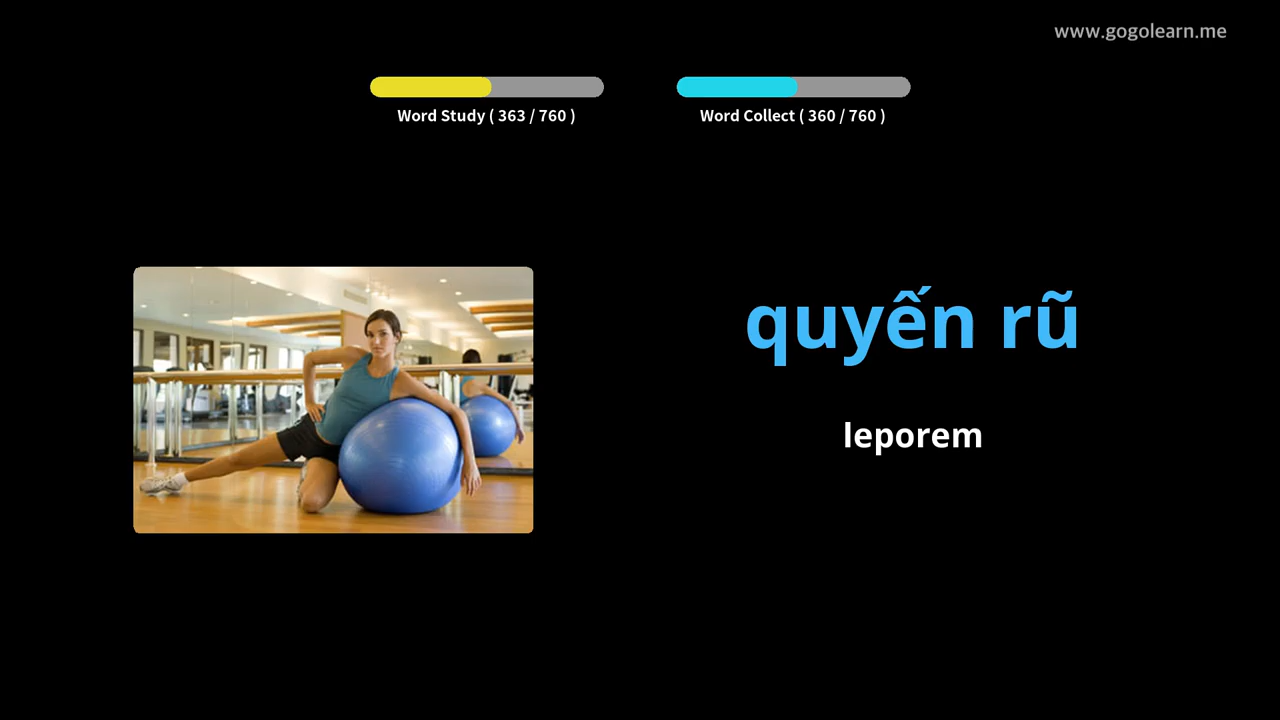 www.gogolearn.me
Word Study ( 363 / 760 )
Word Collect ( 360 / 760 )
quyến rũ
leporem